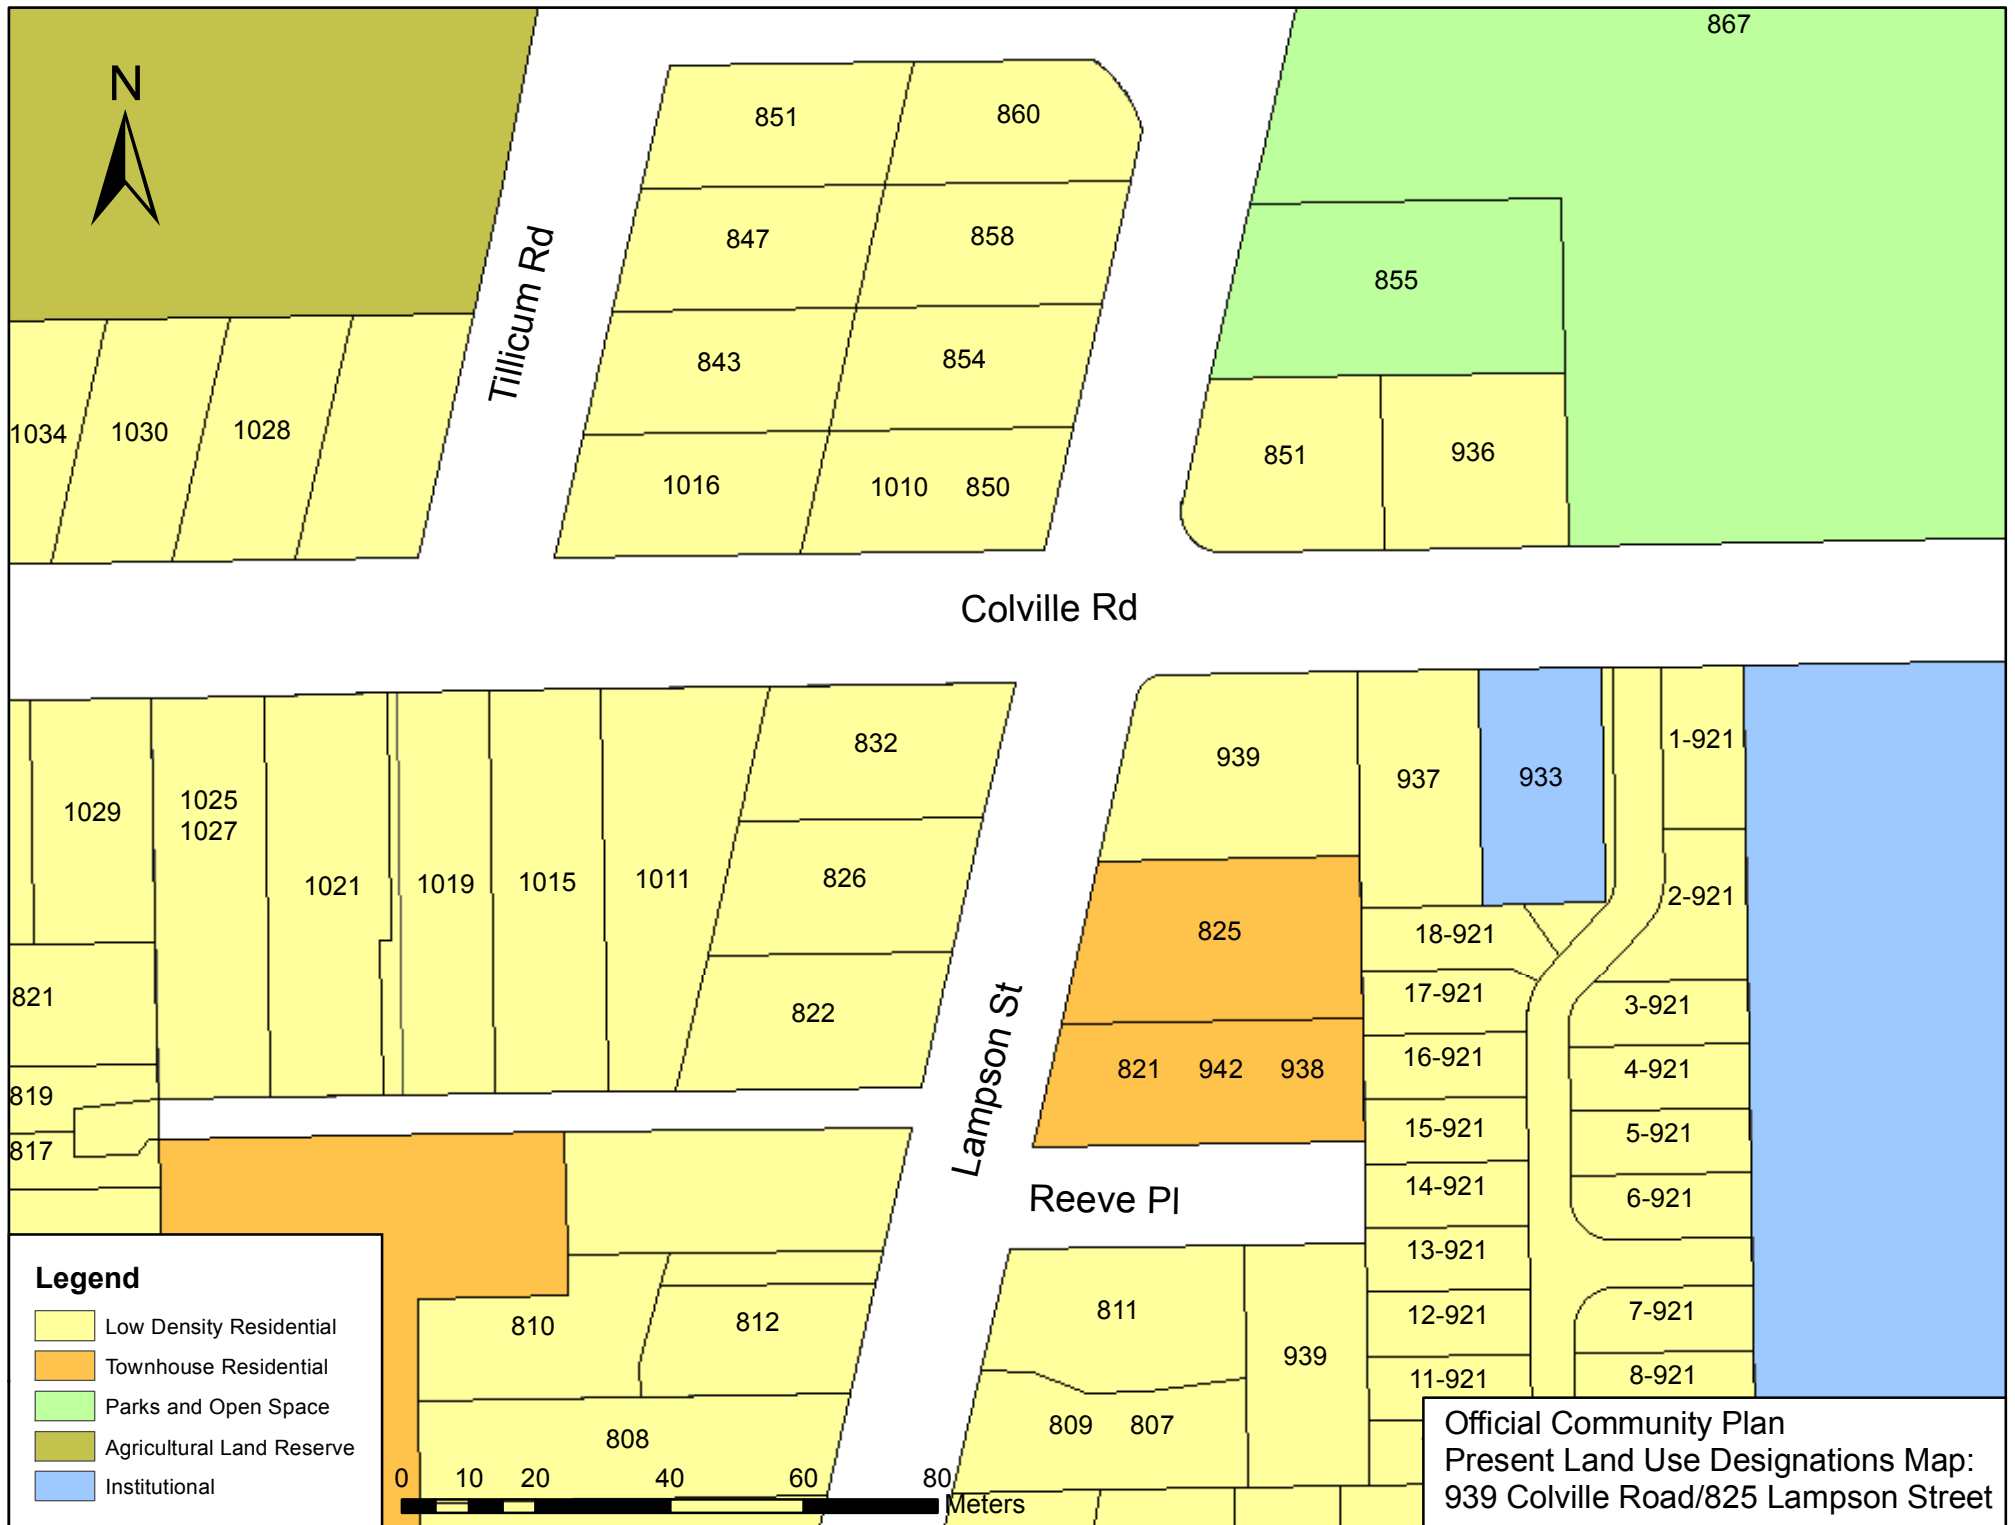 867
N
851 860
847 858
Tillicum Rd
855
843 854
1034 1030 1028
851 936
1016 1010 850
Colville Rd
832
939 937 933 1-921
1029 1025 1027
1021 1019 1015 1011 826
2-921
825 18-921
821 822
17-921 3-921
Lampson St
821 942 938 16-921 4-921
819
817
15-921 5-921
14-921 6-921
Reeve Pl
13-921
810 812 811 12-921 7-921
939 11-921 8-921
808 809 807
Legend
Low Density Residential
Townhouse Residential
Parks and Open Space
Agricultural Land Reserve
Institutional
0 10 20 40 60 80
Meters
Official Community Plan
Present Land Use Designations Map:
939 Colville Road/825 Lampson Street